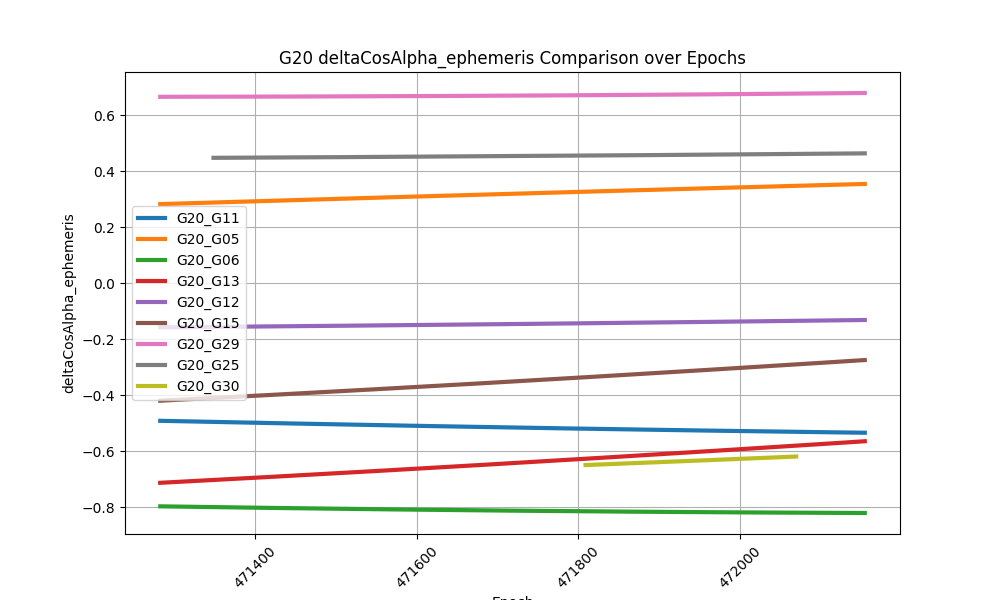 G20 deltaCosAlpha_ephemeris Comparison over Epochs
deltaCosAlpha_ephemeris
0.6
0.4
0.2
0.0
−0.2
−0.4
−0.6
−0.8
G20_G11
G20_G05
G20_G06
G20_G13
G20_G12
G20_G15
G20_G29
G20_G25
G20_G30
471400
471600
471800
472000
Epoch